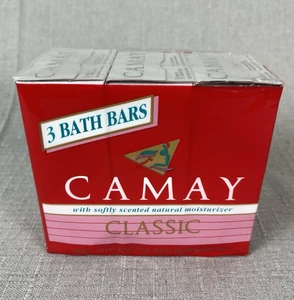 3 BATH BARS
CAMAY
with softly scented natural moisturizer
CLASSIC